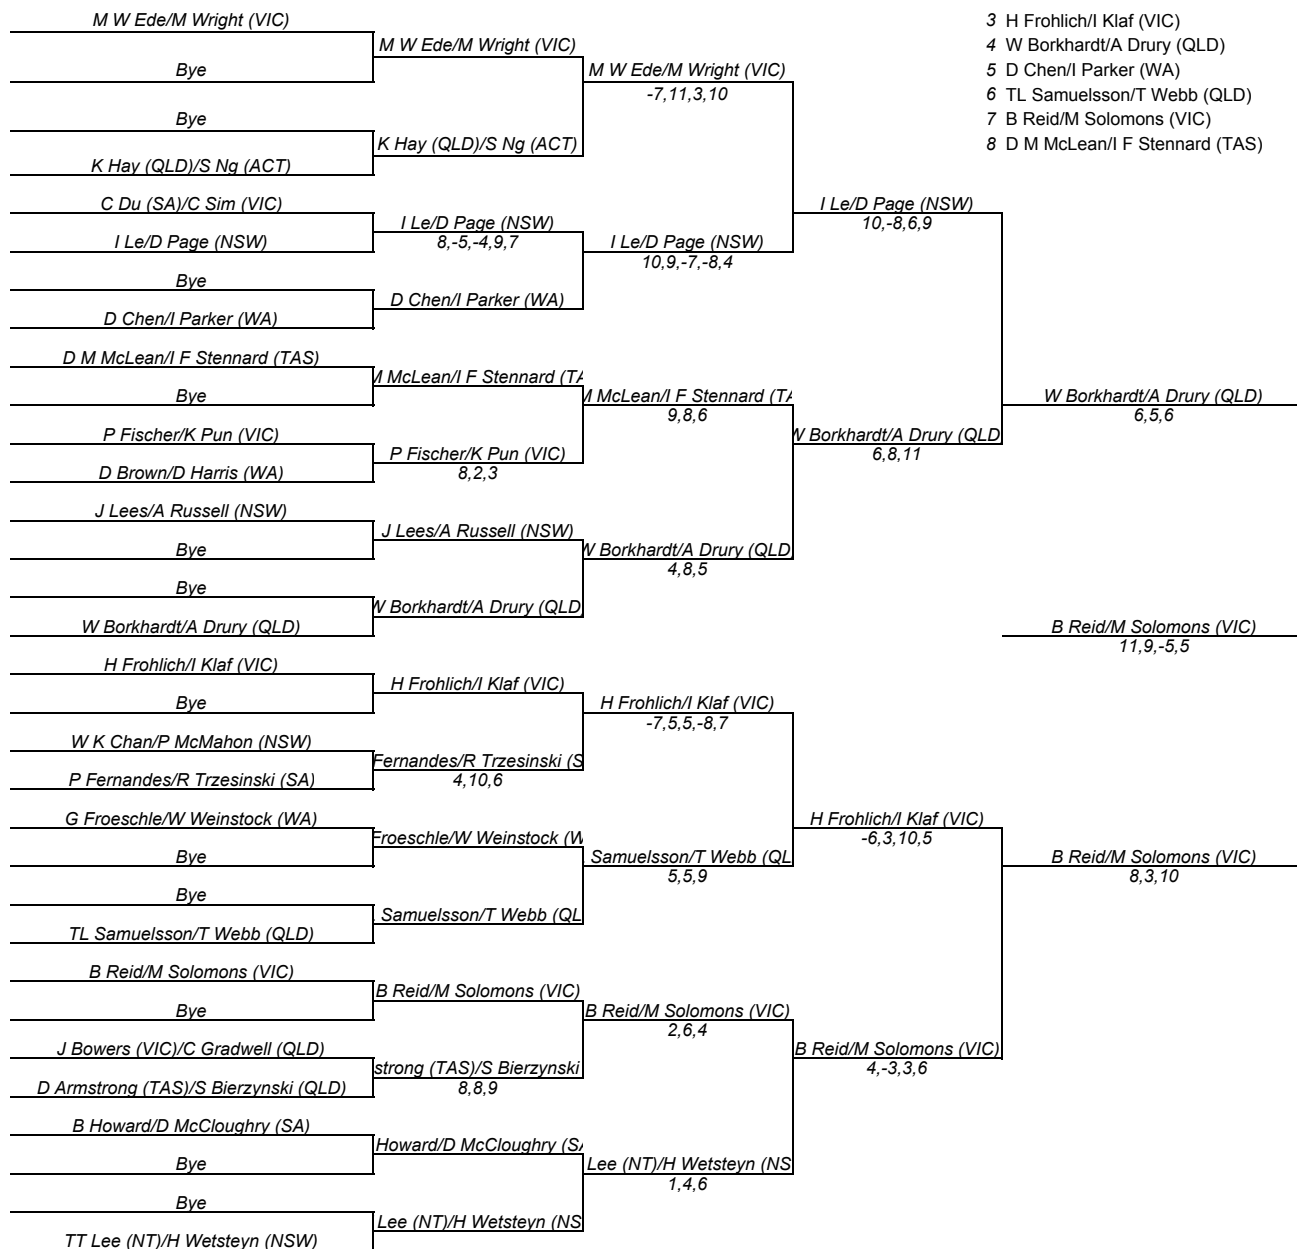 M W Ede/M Wright (VIC)
Bye
Bye
K Hay (QLD)/S Ng (ACT)
C Du (SA)/C Sim (VIC)
I Le/D Page (NSW)
Bye
D Chen/I Parker (WA)
D M McLean/I F Stennard (TAS)
Bye
P Fischer/K Pun (VIC)
D Brown/D Harris (WA)
J Lees/A Russell (NSW)
Bye
Bye
W Borkhardt/A Drury (QLD)
H Frohlich/I Klaf (VIC)
Bye
W K Chan/P McMahon (NSW)
P Fernandes/R Trzesinski (SA)
G Froeschle/W Weinstock (WA)
Bye
Bye
TL Samuelsson/T Webb (QLD)
B Reid/M Solomons (VIC)
Bye
J Bowers (VIC)/C Gradwell (QLD)
D Armstrong (TAS)/S Bierzynski (QLD)
B Howard/D McCloughry (SA)
Bye
Bye
TT Lee (NT)/H Wetsteyn (NSW)
M W Ede/M Wright (VIC)
K Hay (QLD)/S Ng (ACT)
I Le/D Page (NSW)
8,-5,-4,9,7
D Chen/I Parker (WA)
M McLean/I F Stennard (TA
P Fischer/K Pun (VIC)
8,2,3
J Lees/A Russell (NSW)
W Borkhardt/A Drury (QLD
H Frohlich/I Klaf (VIC)
Fernandes/R Trzesinski (S
4,10,6
Froeschle/W Weinstock (W
Samuelsson/T Webb (QL
B Reid/M Solomons (VIC)
strong (TAS)/S Bierzynski
8,8,9
Howard/D McCloughry (SA
Lee (NT)/H Wetsteyn (NS
M W Ede/M Wright (VIC)
-7,11,3,10
I Le/D Page (NSW)
10,9,-7,-8,4
M McLean/I F Stennard (TA
9,8,6
W Borkhardt/A Drury (QLD
4,8,5
H Frohlich/I Klaf (VIC)
-7,5,5,-8,7
Samuelsson/T Webb (QL
5,5,9
B Reid/M Solomons (VIC)
2,6,4
Lee (NT)/H Wetsteyn (NS
1,4,6
I Le/D Page (NSW)
10,-8,6,9
W Borkhardt/A Drury (QLD
6,8,11
H Frohlich/I Klaf (VIC)
-6,3,10,5
B Reid/M Solomons (VIC)
4,-3,3,6
3 H Frohlich/I Klaf (VIC)
4 W Borkhardt/A Drury (QLD)
5 D Chen/I Parker (WA)
6 TL Samuelsson/T Webb (QLD)
7 B Reid/M Solomons (VIC)
8 D M McLean/I F Stennard (TAS)
W Borkhardt/A Drury (QLD)
6,5,6
B Reid/M Solomons (VIC)
11,9,-5,5
B Reid/M Solomons (VIC)
8,3,10